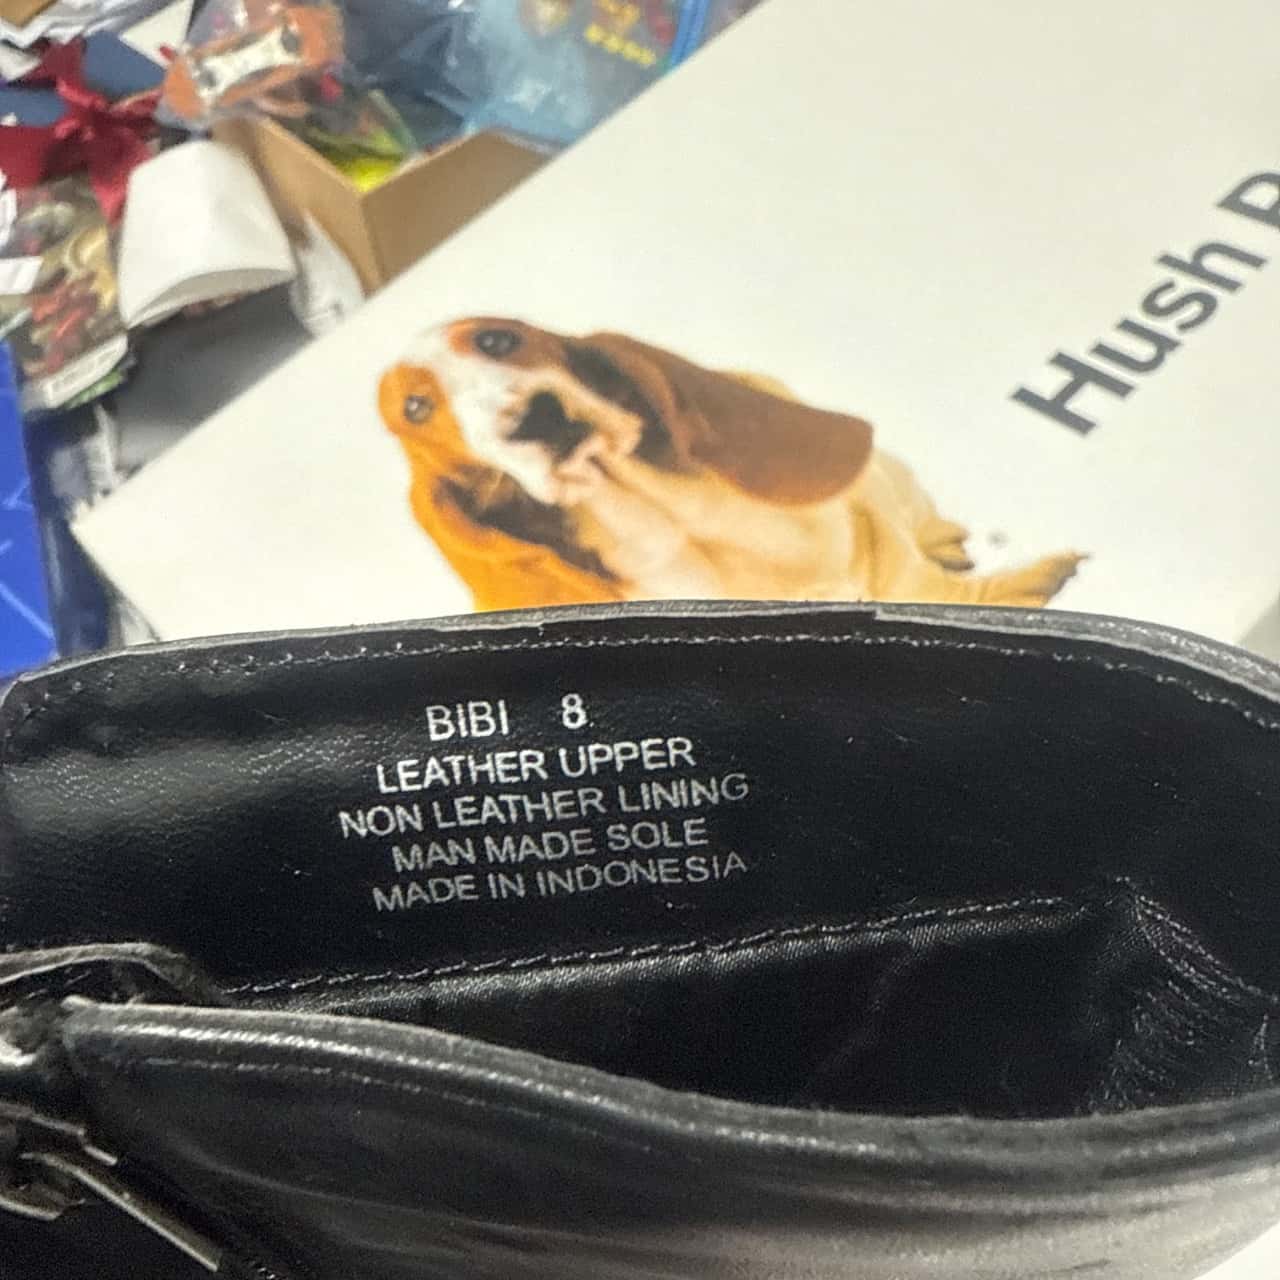 Hush P
BIBI 8
LEATHER UPPER
NON LEATHER LINING
MAN MADE SOLE
MADE IN INDONESIA